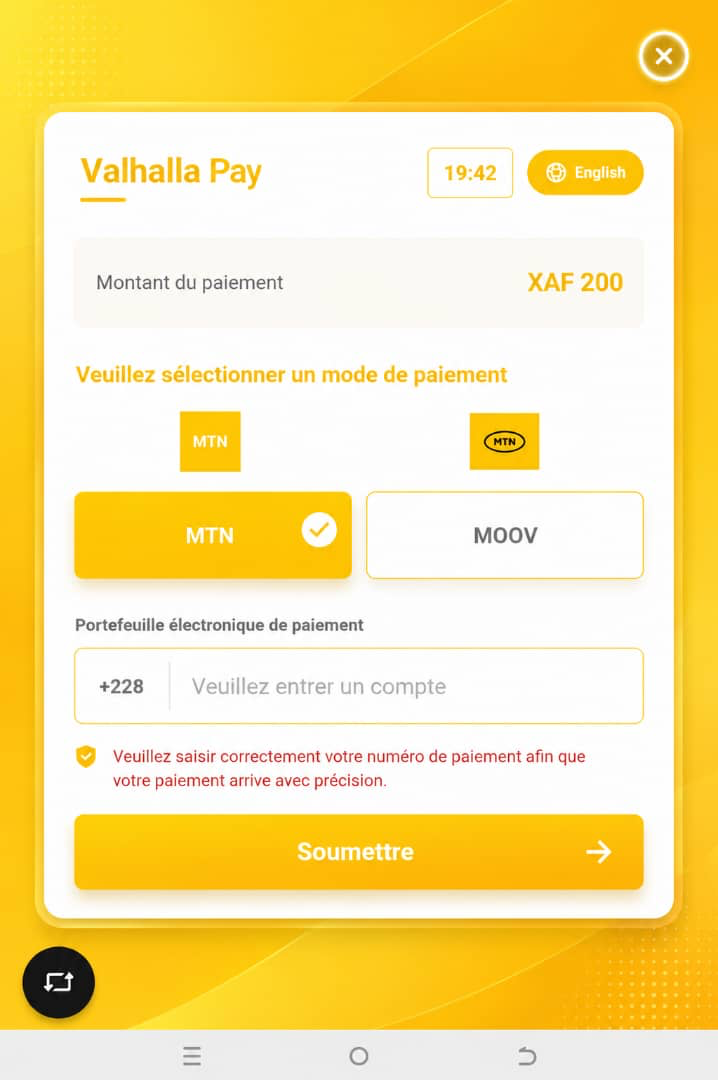 Valhalla Pay
19:42
English
Montant du paiement
XAF 200
Veuillez sélectionner un mode de paiement
MTN
MTN
MTN
MOOV
Portefeuille électronique de paiement
+228
Veuillez entrer un compte
Veuillez saisir correctement votre numéro de paiement afin que
votre paiement arrive avec précision.
Soumettre